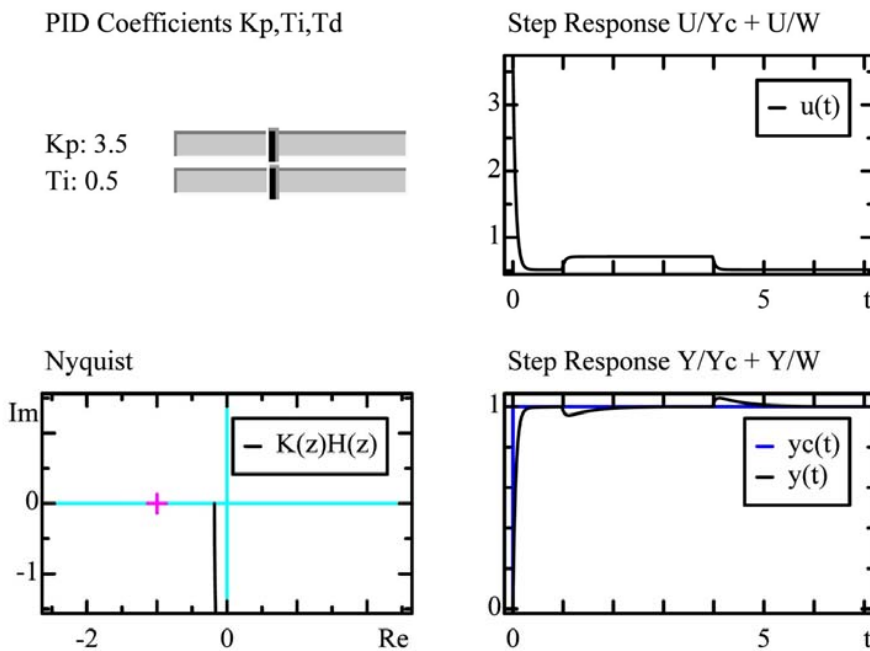 PID Coefficients Kp,Ti,Td
Kp: 3.5
Ti: 0.5
Step Response U/Yc + U/W
3
2
1
u(t)
0 5 t
Nyquist
Im
0
-1
K(z)H(z)
-2 0 Re
Step Response Y/Yc + Y/W
1
0
yc(t)
y(t)
0 5 t